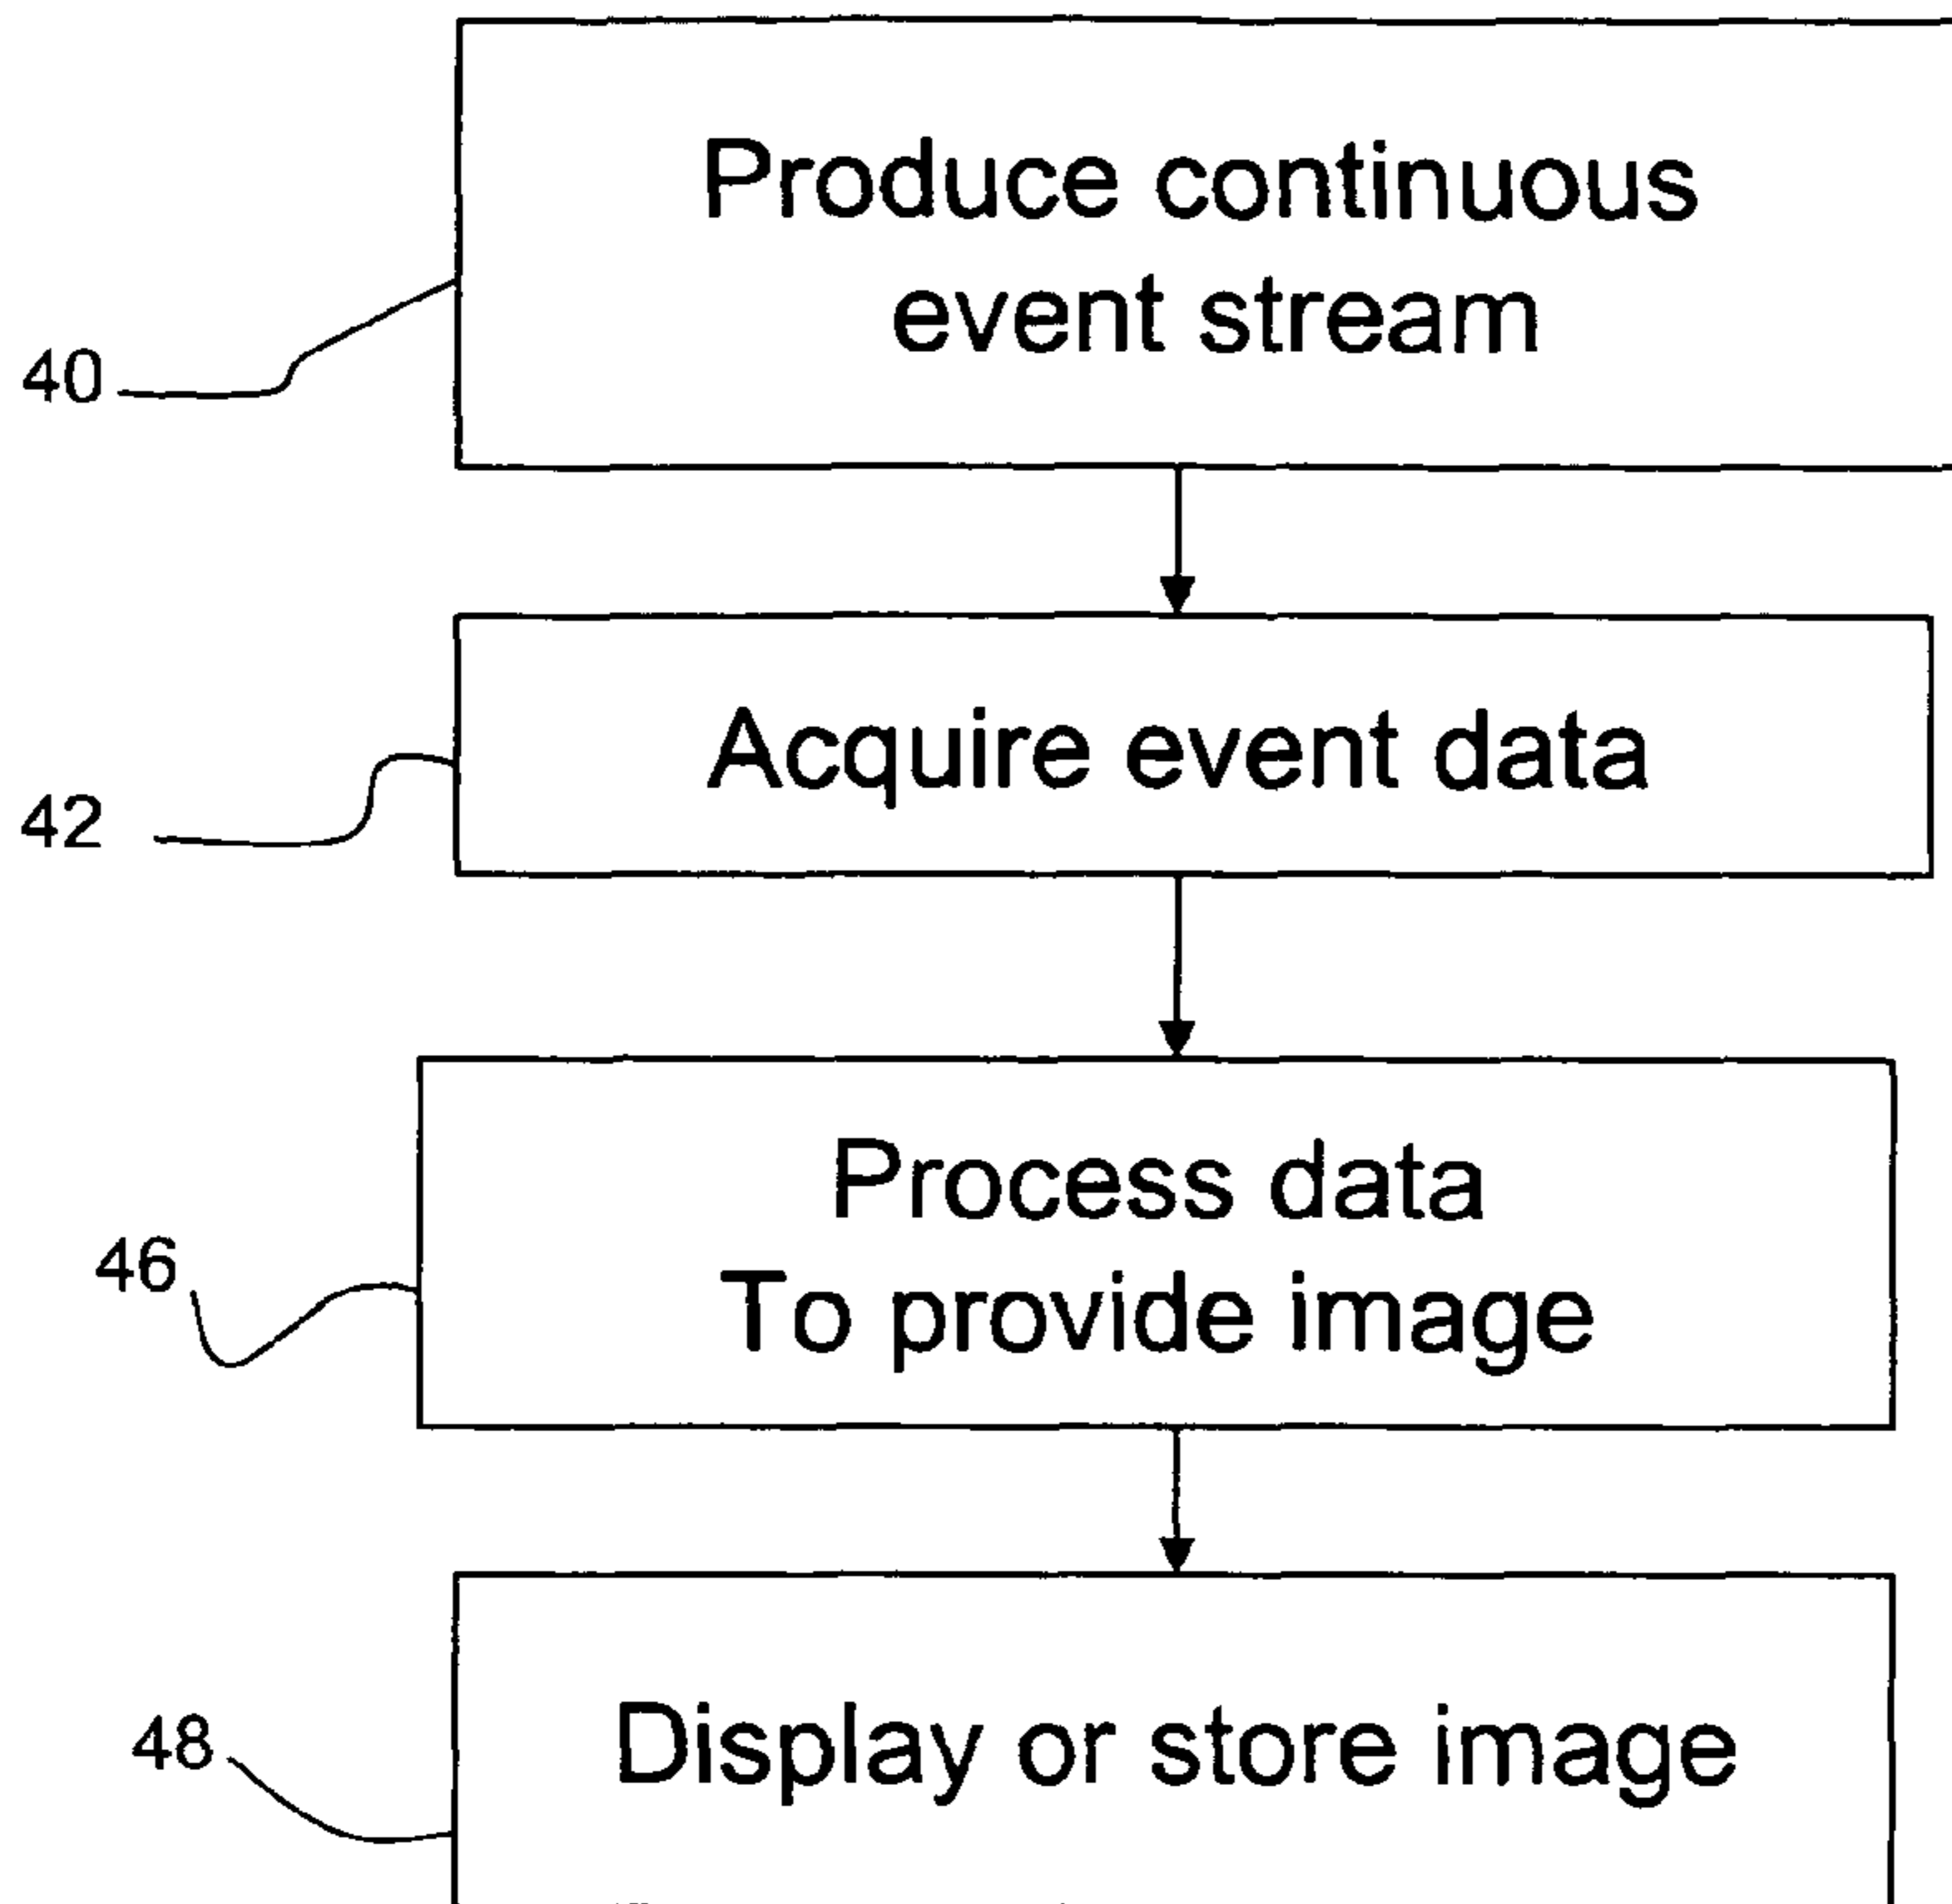 Produce continuous
event stream
40
Acquire event data
42
Process data
To provide image
46
Display or store image
48